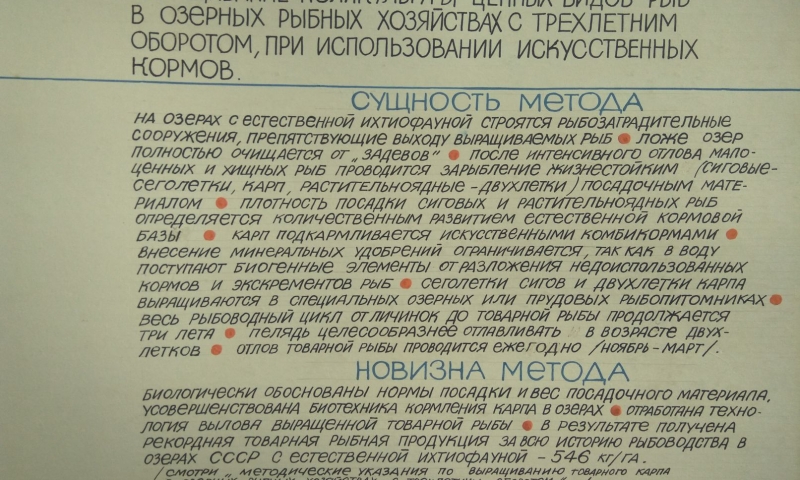 ЦЕННЫХ ВИДОВ РЫБ
В ОЗЕРНЫХ РЫБНЫХ ХОЗЯЙСТВАХ С ТРЕХЛЕТНИМ
ОБОРОТОМ, ПРИ ИСПОЛЬЗОВАНИИ ИСКУССТВЕННЫХ
КОРМОВ.
СУЩНОСТЬ МЕТОДА
НА ОЗЕРАХ С ЕСТЕСТВЕННОЙ ИХТИОФАУНОЙ СТРОЯТСЯ РЫБОЗАГРАДИТЕЛЬНЫЕ
СООРУЖЕНИЯ, ПРЕПЯТСТВУЮЩИЕ ВЫХОДУ ВЫРАЩИВАЕМЫХ РЫБ ● ЛОЖЕ ОЗЕР
ПОЛНОСТЬЮ ОЧИЩАЕТСЯ ОТ „ЗАДЕВОВ" ● ПОСЛЕ ИНТЕНСИВНОГО ОТЛОВА МАЛО-
ЦЕННЫХ И ХИЩНЫХ РЫБ ПРОВОДИТСЯ ЗАРЫБЛЕНИЕ ЖИЗНЕСТОЙКИМ (СИГОВЫЕ-
СЕГОЛЕТКИ, КАРП, РАСТИТЕЛЬНОЯДНЫЕ - ДВУХЛЕТКИ) ПОСАДОЧНЫМ МАТЕ-
РИАЛОМ ● ПЛОТНОСТЬ ПОСАДКИ СИГОВЫХ И РАСТИТЕЛЬНОЯДНЫХ РЫБ
ОПРЕДЕЛЯЕТСЯ КОЛИЧЕСТВЕННЫМ РАЗВИТИЕМ ЕСТЕСТВЕННОЙ КОРМОВОЙ
БАЗЫ ● КАРП ПОДКАРМЛИВАЕТСЯ ИСКУССТВЕННЫМИ КОМБИКОРМАМИ ●
ВНЕСЕНИЕ МИНЕРАЛЬНЫХ УДОБРЕНИЙ ОГРАНИЧИВАЕТСЯ, ТАК КАК В ВОДУ
ПОСТУПАЮТ БИОГЕННЫЕ ЭЛЕМЕНТЫ ОТ РАЗЛОЖЕНИЯ НЕДОИСПОЛЬЗОВАННЫХ
КОРМОВ И ЭКСКРЕМЕНТОВ РЫБ ● СЕГОЛЕТКИ СИГОВ И ДВУХЛЕТКИ КАРПА
ВЫРАЩИВАЮТСЯ В СПЕЦИАЛЬНЫХ ОЗЕРНЫХ ИЛИ ПРУДОВЫХ РЫБОПИТОМНИКАХ ●
ВЕСЬ РЫБОВОДНЫЙ ЦИКЛ ОТ ЛИЧИНОК ДО ТОВАРНОЙ РЫБЫ ПРОДОЛЖАЕТСЯ
ТРИ ЛЕТА ● ПЕЛЯДЬ ЦЕЛЕСООБРАЗНЕЕ ОТЛАВЛИВАТЬ В ВОЗРАСТЕ ДВУХ-
ЛЕТКОВ ● ОТЛОВ ТОВАРНОЙ РЫБЫ ПРОВОДИТСЯ ЕЖЕГОДНО /НОЯБРЬ - МАРТ/.
НОВИЗНА МЕТОДА
БИОЛОГИЧЕСКИ ОБОСНОВАНЫ НОРМЫ ПОСАДКИ И ВЕС ПОСАДОЧНОГО МАТЕРИАЛА,
УСОВЕРШЕНСТВОВАНА БИОТЕХНИКА КОРМЛЕНИЯ КАРПА В ОЗЕРАХ ● ОТРАБОТАНА ТЕХНО-
ЛОГИЯ ВЫЛОВА ВЫРАЩЕННОЙ ТОВАРНОЙ РЫБЫ ● В РЕЗУЛЬТАТЕ ПОЛУЧЕНА
РЕКОРДНАЯ ТОВАРНАЯ РЫБНАЯ ПРОДУКЦИЯ ЗА ВСЮ ИСТОРИЮ РЫБОВОДСТВА В
ОЗЕРАХ СССР С ЕСТЕСТВЕННОЙ ИХТИОФАУНОЙ - 546 КГ/ГА.
/СМОТРИ „МЕТОДИЧЕСКИЕ УКАЗАНИЯ ПО ВЫРАЩИВАНИЮ ТОВАРНОГО КАРПА